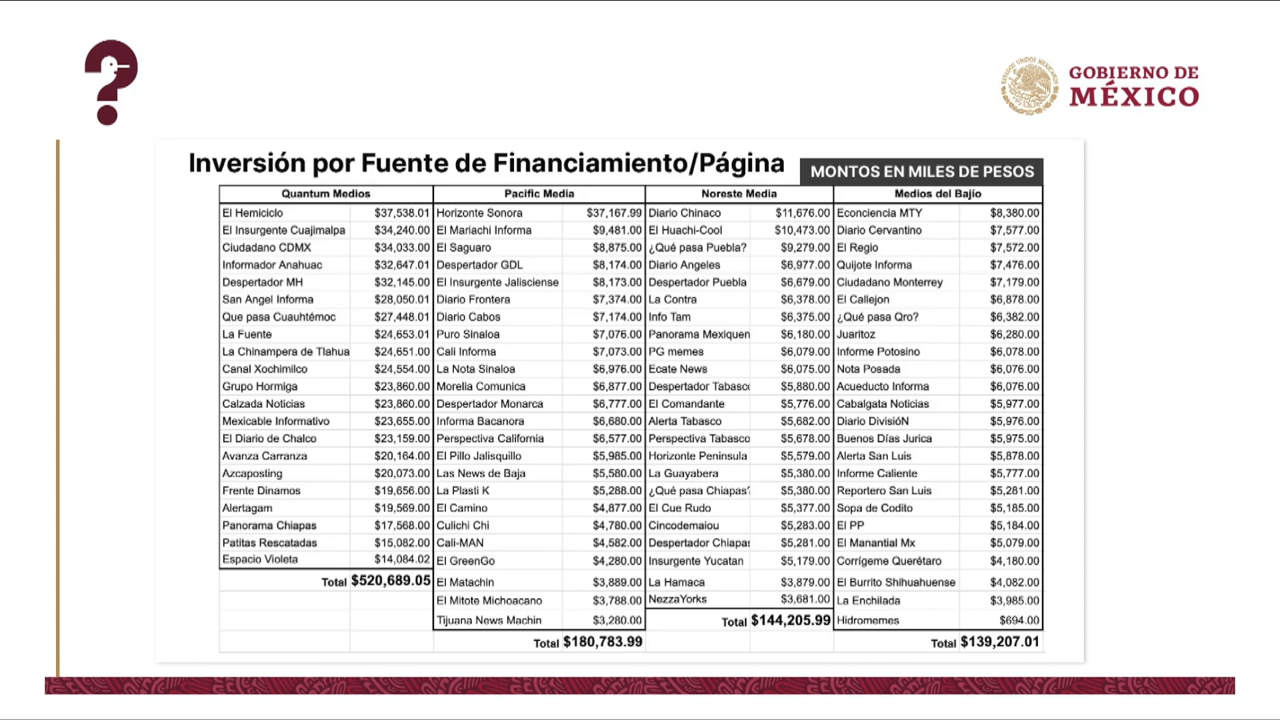 GOBIERNO DE
MÉXICO
Inversión por Fuente de Financiamiento/Página
MONTOS EN MILES DE PESOS
Quantum Medios Pacific Media Noreste Media Medios del Bajío
El Hemiciclo $37,538.01 Horizonte Sonora $37,167.99 Diario Chinaco $11,676.00 Econciencia MTY $8,380.00
El Insurgente Cuajimalpa $34,240.00 El Mariachi Informa $9,481.00 El Huachi-Cool $10,473.00 Diario Cervantino $7,577.00
Ciudadano CDMX $34,033.00 El Saguaro $8,875.00 ¿Qué pasa Puebla? $9,279.00 El Regio $7,572.00
Informador Anahuac $32,647.01 Despertador GDL $8,174.00 Diario Angeles $6,977.00 Quijote Informa $7,476.00
Despertador MH $32,145.00 El Insurgente Jalisciense $8,173.00 Despertador Puebla $6,679.00 Ciudadano Monterrey $7,179.00
San Angel Informa $28,050.01 Diario Frontera $7,374.00 La Contra $6,378.00 El Callejon $6,878.00
Que pasa Cuauhtémoc $27,448.01 Diario Cabos $7,174.00 Info Tam $6,375.00 ¿Qué pasa Qro? $6,382.00
La Fuente $24,653.01 Puro Sinaloa $7,076.00 Panorama Mexiquen $6,180.00 Juaritoz $6,280.00
La Chinampera de Tlahua $24,651.00 Cali Informa $7,073.00 PG memes $6,079.00 Informe Potosino $6,078.00
Canal Xochimilco $24,554.00 La Nota Sinaloa $6,976.00 Ecate News $6,075.00 Nota Posada $6,076.00
Grupo Hormiga $23,860.00 Morelia Comunica $6,877.00 Despertador Tabasc $5,880.00 Acueducto Informa $6,076.00
Calzada Noticias $23,860.00 Despertador Monarca $6,777.00 El Comandante $5,776.00 Cabalgata Noticias $5,977.00
Mexicable Informativo $23,655.00 Informa Bacanora $6,680.00 Alerta Tabasco $5,682.00 Diario DivisióN $5,976.00
El Diario de Chalco $23,159.00 Perspectiva California $6,577.00 Perspectiva Tabasco $5,678.00 Buenos Días Jurica $5,975.00
Avanza Carranza $20,164.00 El Pillo Jalisquillo $5,985.00 Horizonte Peninsula $5,579.00 Alerta San Luis $5,878.00
Azcaposting $20,073.00 Las News de Baja $5,580.00 La Guayabera $5,380.00 Informe Caliente $5,777.00
Frente Dinamos $19,656.00 La Plasti K $5,288.00 ¿Qué pasa Chiapas? $5,380.00 Reportero San Luis $5,281.00
Alertagam $19,569.00 El Camino $4,877.00 El Cue Rudo $5,377.00 Sopa de Codito $5,185.00
Panorama Chiapas $17,568.00 Culichi Chi $4,780.00 Cincodemaiou $5,283.00 El PP $5,184.00
Patitas Rescatadas $15,082.00 Cali-MAN $4,582.00 Despertador Chiapas $5,281.00 El Manantial Mx $5,079.00
Espacio Violeta $14,084.02 El GreenGo $4,280.00 Insurgente Yucatan $5,179.00 Corrígeme Querétaro $4,180.00
Total $520,689.05 El Matachin $3,889.00 La Hamaca $3,879.00 El Burrito Shihuahuense $4,082.00
El Mitote Michoacano $3,788.00 NezzaYorks $3,681.00 La Enchilada $3,985.00
Tijuana News Machin $3,280.00 Total $144,205.99 Hidromemes $694.00
Total $180,783.99 Total $139,207.01